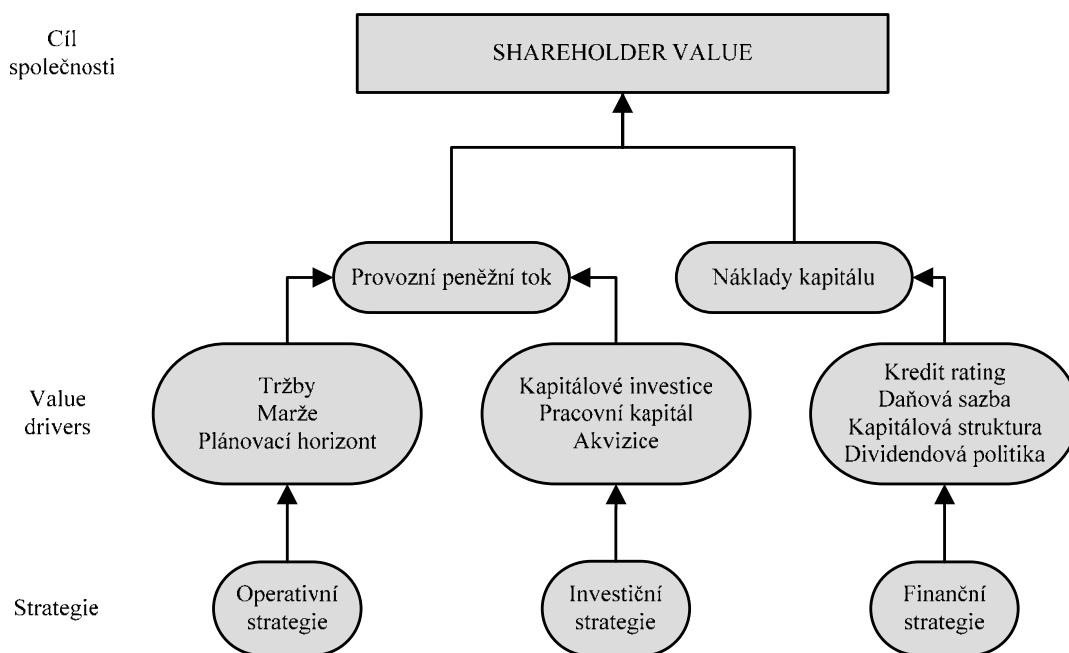 Cíl
společnosti
SHAREHOLDER VALUE
Provozní peněžní tok
Náklady kapitálu
Value
drivers
Tržby
Marže
Plánovací horizont
Kapitálové investice
Pracovní kapitál
Akvizice
Kredit rating
Daňová sazba
Kapitálová struktura
Dividendová politika
Strategie
Operativní
strategie
Investiční
strategie
Finanční
strategie